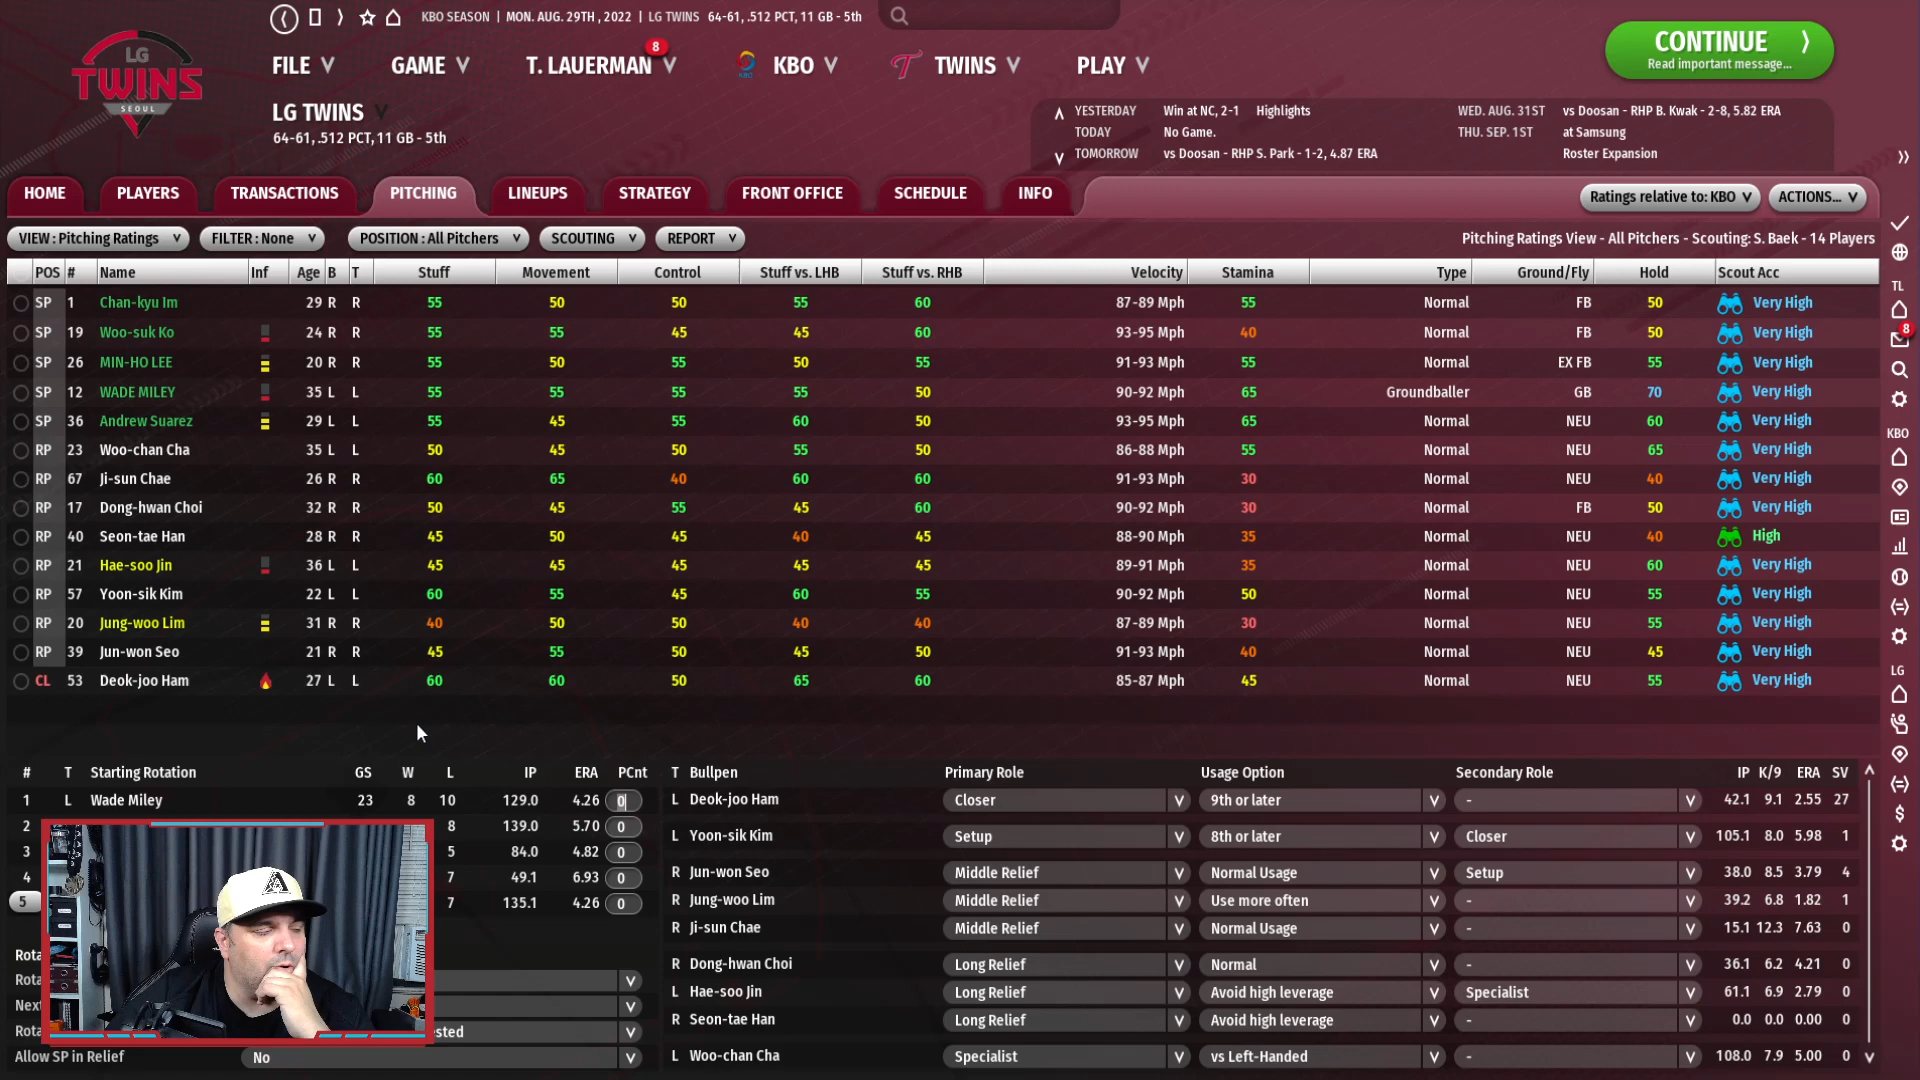 KBO SEASON | MON. AUG. 29TH , 2022 | LG TWINS 64-61, .512 PCT, 11 GB - 5th
LG TWINS SEOUL
FILE GAME T. LAUERMAN 8 KBO TWINS PLAY
CONTINUE
Read important message...
LG TWINS
64-61, .512 PCT, 11 GB - 5th
YESTERDAY Win at NC, 2-1 Highlights WED. AUG. 31ST vs Doosan - RHP B. Kwak - 2-8, 5.82 ERA
TODAY No Game. THU. SEP. 1ST at Samsung
TOMORROW vs Doosan - RHP S. Park - 1-2, 4.87 ERA Roster Expansion
HOME PLAYERS TRANSACTIONS PITCHING LINEUPS STRATEGY FRONT OFFICE SCHEDULE INFO Ratings relative to: KBO ACTIONS...
VIEW : Pitching Ratings FILTER : None POSITION : All Pitchers SCOUTING REPORT Pitching Ratings View - All Pitchers - Scouting: S. Baek - 14 Players
POS # Name Inf Age B T Stuff Movement Control Stuff vs. LHB Stuff vs. RHB Velocity Stamina Type Ground/Fly Hold Scout Acc
SP 1 Chan-kyu Im 29 R R 55 50 50 55 60 87-89 Mph 55 Normal FB 50 Very High
SP 19 Woo-suk Ko 24 R R 55 55 45 45 60 93-95 Mph 40 Normal FB 50 Very High
SP 26 MIN-HO LEE 20 R R 55 50 55 50 55 91-93 Mph 55 Normal EX FB 55 Very High
SP 12 WADE MILEY 35 L L 55 55 55 55 50 90-92 Mph 65 Groundballer GB 70 Very High
SP 36 Andrew Suarez 29 L L 55 45 55 60 50 93-95 Mph 65 Normal NEU 60 Very High
RP 23 Woo-chan Cha 35 L L 50 45 50 55 50 86-88 Mph 55 Normal NEU 65 Very High
RP 67 Ji-sun Chae 26 R R 60 65 40 60 60 91-93 Mph 30 Normal NEU 40 Very High
RP 17 Dong-hwan Choi 32 R R 50 45 55 45 60 90-92 Mph 30 Normal FB 50 Very High
RP 40 Seon-tae Han 28 R R 45 50 45 40 45 88-90 Mph 35 Normal NEU 40 High
RP 21 Hae-soo Jin 36 L L 45 45 45 45 45 89-91 Mph 35 Normal NEU 60 Very High
RP 57 Yoon-sik Kim 22 L L 60 55 45 60 55 90-92 Mph 50 Normal NEU 55 Very High
RP 20 Jung-woo Lim 31 R R 40 50 50 40 40 87-89 Mph 30 Normal NEU 55 Very High
RP 39 Jun-won Seo 21 R R 45 55 50 45 50 91-93 Mph 40 Normal NEU 45 Very High
CL 53 Deok-joo Ham 27 L L 60 60 50 65 60 85-87 Mph 45 Normal NEU 55 Very High
# T Starting Rotation GS W L IP ERA PCnt
1 L Wade Miley 23 8 10 129.0 4.26 0
2 8 139.0 5.70 0
3 5 84.0 4.82 0
4 7 49.1 6.93 0
5 7 135.1 4.26 0
Rota
Rota
Next
Rota sted
Allow SP in Relief No
T Bullpen Primary Role Usage Option Secondary Role IP K/9 ERA SV
L Deok-joo Ham Closer 9th or later - 42.1 9.1 2.55 27
L Yoon-sik Kim Setup 8th or later Closer 105.1 8.0 5.98 1
R Jun-won Seo Middle Relief Normal Usage Setup 38.0 8.5 3.79 4
R Jung-woo Lim Middle Relief Use more often - 39.2 6.8 1.82 1
R Ji-sun Chae Middle Relief Normal Usage - 15.1 12.3 7.63 0
R Dong-hwan Choi Long Relief Normal - 36.1 6.2 4.21 0
L Hae-soo Jin Long Relief Avoid high leverage Specialist 61.1 6.9 2.79 0
R Seon-tae Han Long Relief Avoid high leverage - 0.0 0.0 0.00 0
L Woo-chan Cha Specialist vs Left-Handed - 108.0 7.9 5.00 0
TL
8
KBO
LG
$